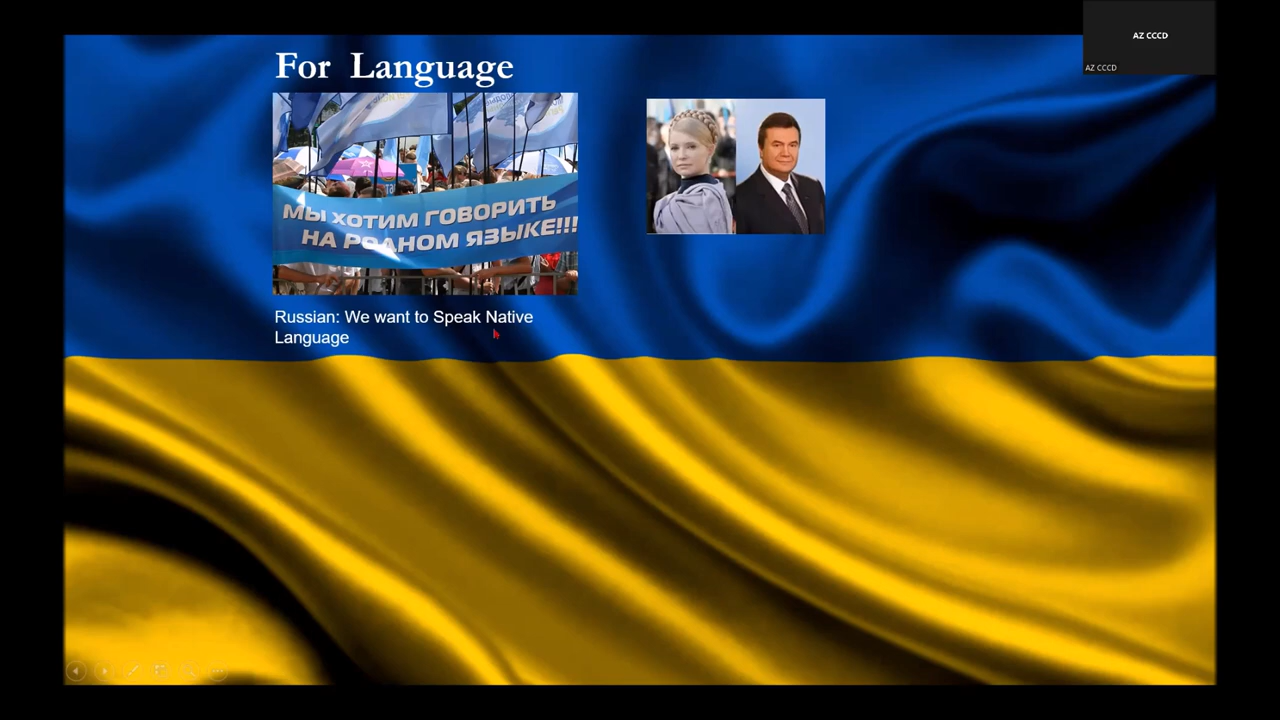 For Language
AZ CCCD
AZ CCCD
МЫ ХОТИМ ГОВОРИТЬ
НА РОДНОМ ЯЗЫКЕ!!!
Russian: We want to Speak Native
Language